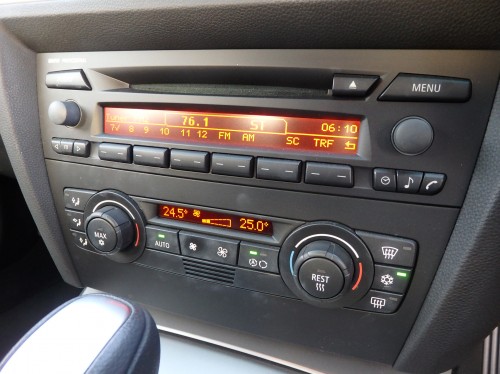 MENU
76.1 ST 06:10
7V 8 9 10 11 12 FM AM SC TRF
24.5° 25.0°
AUTO
MAX
REST